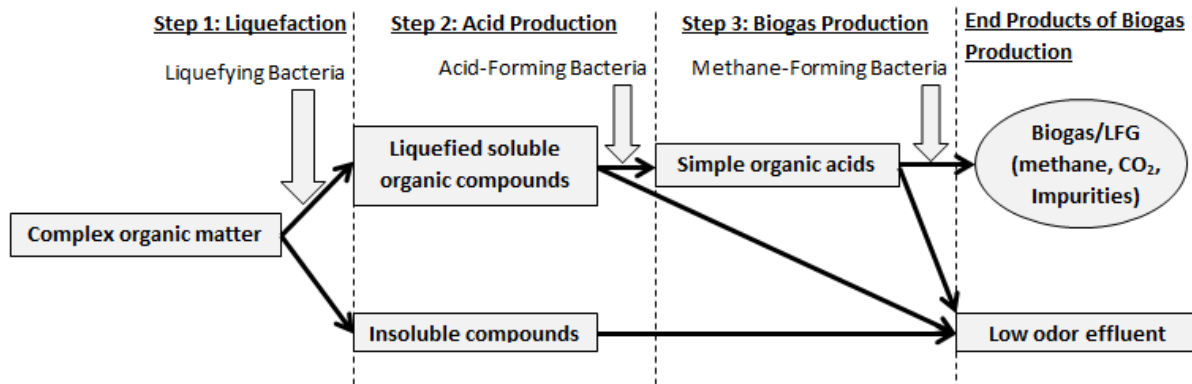 Step 1: Liquefaction
Step 2: Acid Production
Step 3: Biogas Production
End Products of Biogas
Production
Liquefying Bacteria
Acid-Forming Bacteria
Methane-Forming Bacteria
Liquefied soluble
organic compounds
Simple organic acids
Biogas/LFG
(methane, CO₂,
Impurities)
Complex organic matter
Insoluble compounds
Low odor effluent